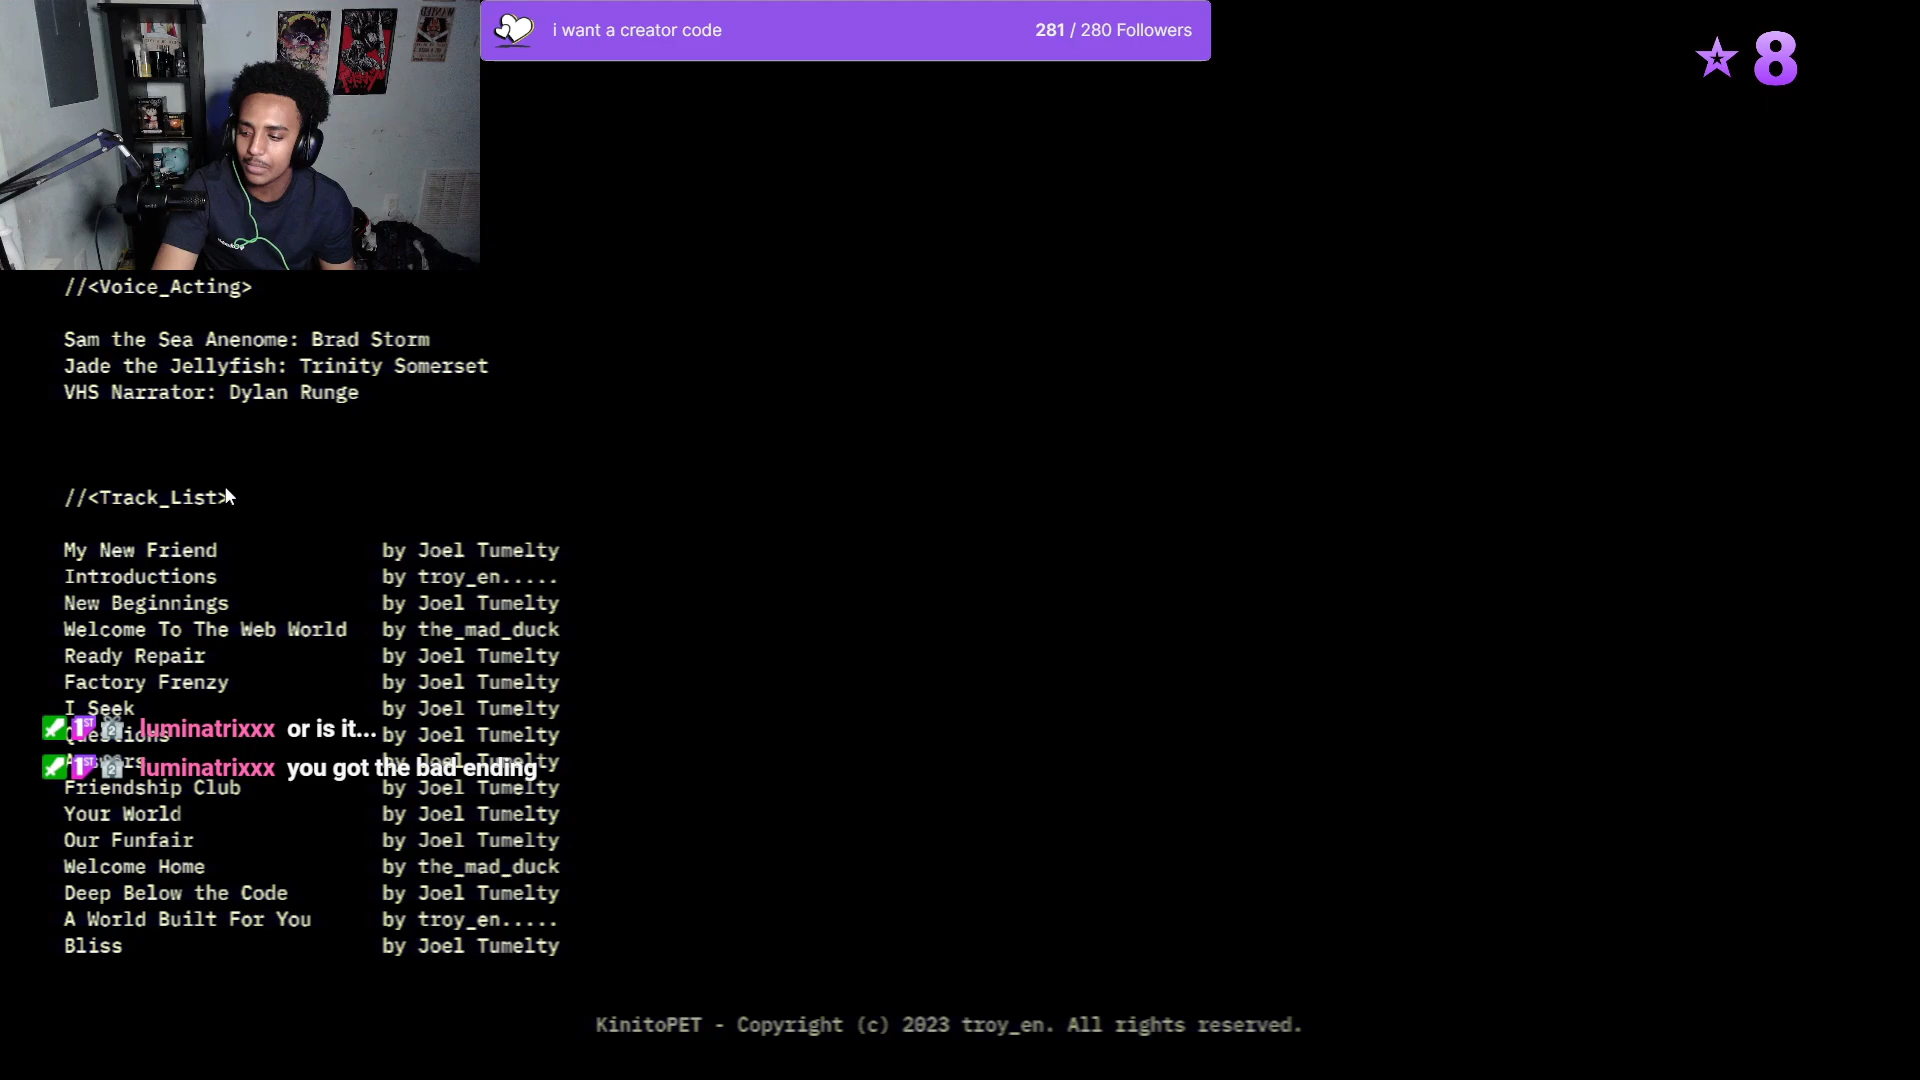 i want a creator code
281 / 280 Followers
8
WANTED
//<Voice_Acting>
Sam the Sea Anenome: Brad Storm
Jade the Jellyfish: Trinity Somerset
VHS Narrator: Dylan Runge
//<Track_List>
My New Friend by Joel Tumelty
Introductions by troy_en.....
New Beginnings by Joel Tumelty
Welcome To The Web World by the_mad_duck
Ready Repair by Joel Tumelty
Factory Frenzy by Joel Tumelty
I Seek by Joel Tumelty
luminatrixxx or is it...
Questions by Joel Tumelty
luminatrixxx you got the bad ending
Friendship Club by Joel Tumelty
Your World by Joel Tumelty
Our Funfair by Joel Tumelty
Welcome Home by the_mad_duck
Deep Below the Code by Joel Tumelty
A World Built For You by troy_en.....
Bliss by Joel Tumelty
KinitoPET - Copyright (c) 2023 troy_en. All rights reserved.